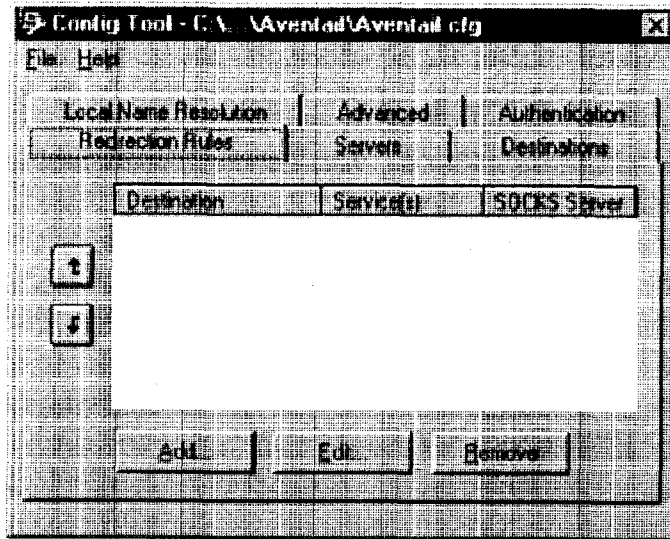 Config Tool - C:\...\Aventail\Aventail.cfg
File Help
Local Name Resolution Advanced Authentication
Redirection Rules Servers Destinations
Destination Service(s) SOCKS Server
Add... Edit... Remove